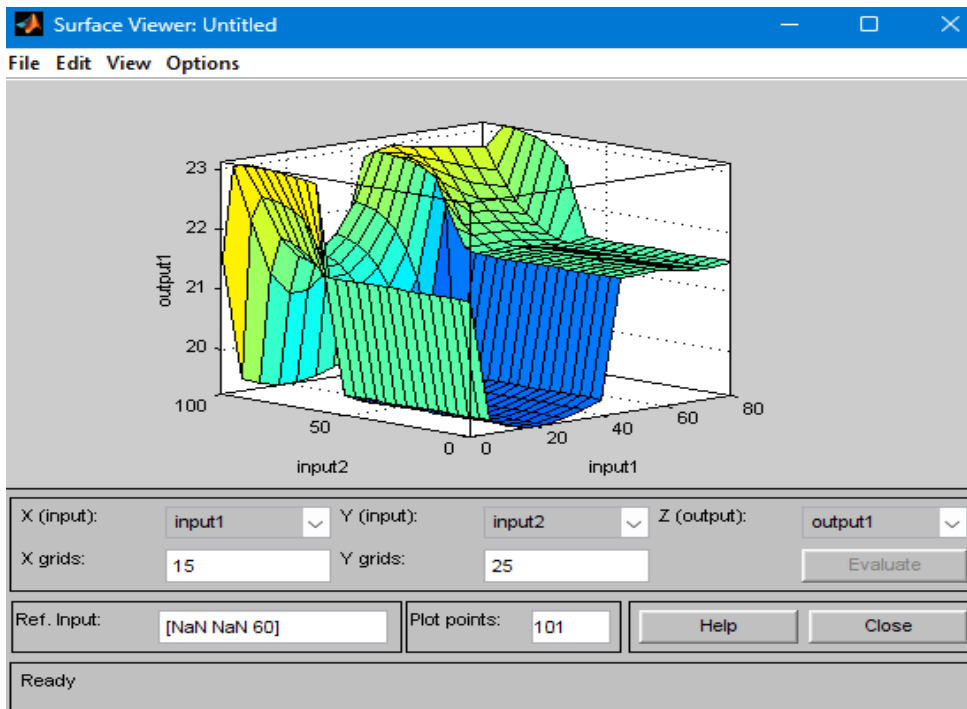 Surface Viewer: Untitled
File Edit View Options
23
22
21
20
output1
100
50
0
input2
0
20
40
60
80
input1
X (input):
input1
Y (input):
input2
Z (output):
output1
X grids:
15
Y grids:
25
Evaluate
Ref. Input:
[NaN NaN 60]
Plot points:
101
Help
Close
Ready